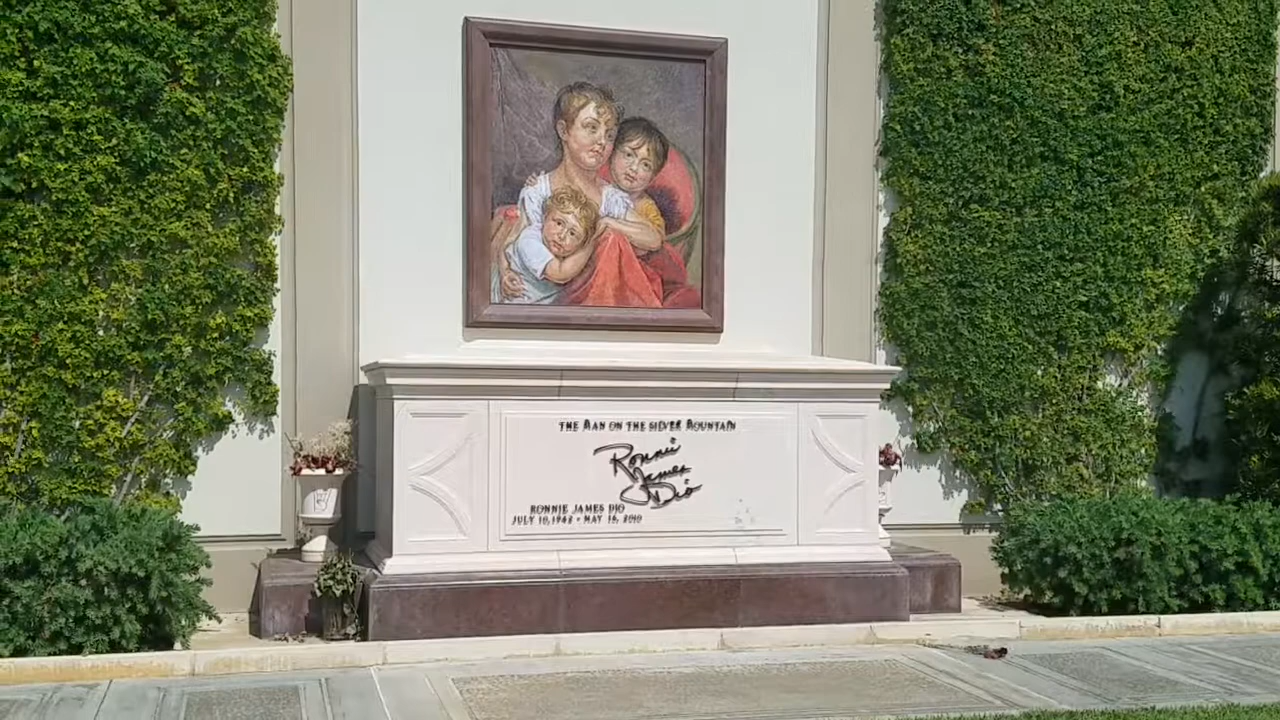 THE MAN ON THE SILVER MOUNTAIN
Ronnie
James
Dio
RONNIE JAMES DIO
JULY 10, 1942 - MAY 16, 2010